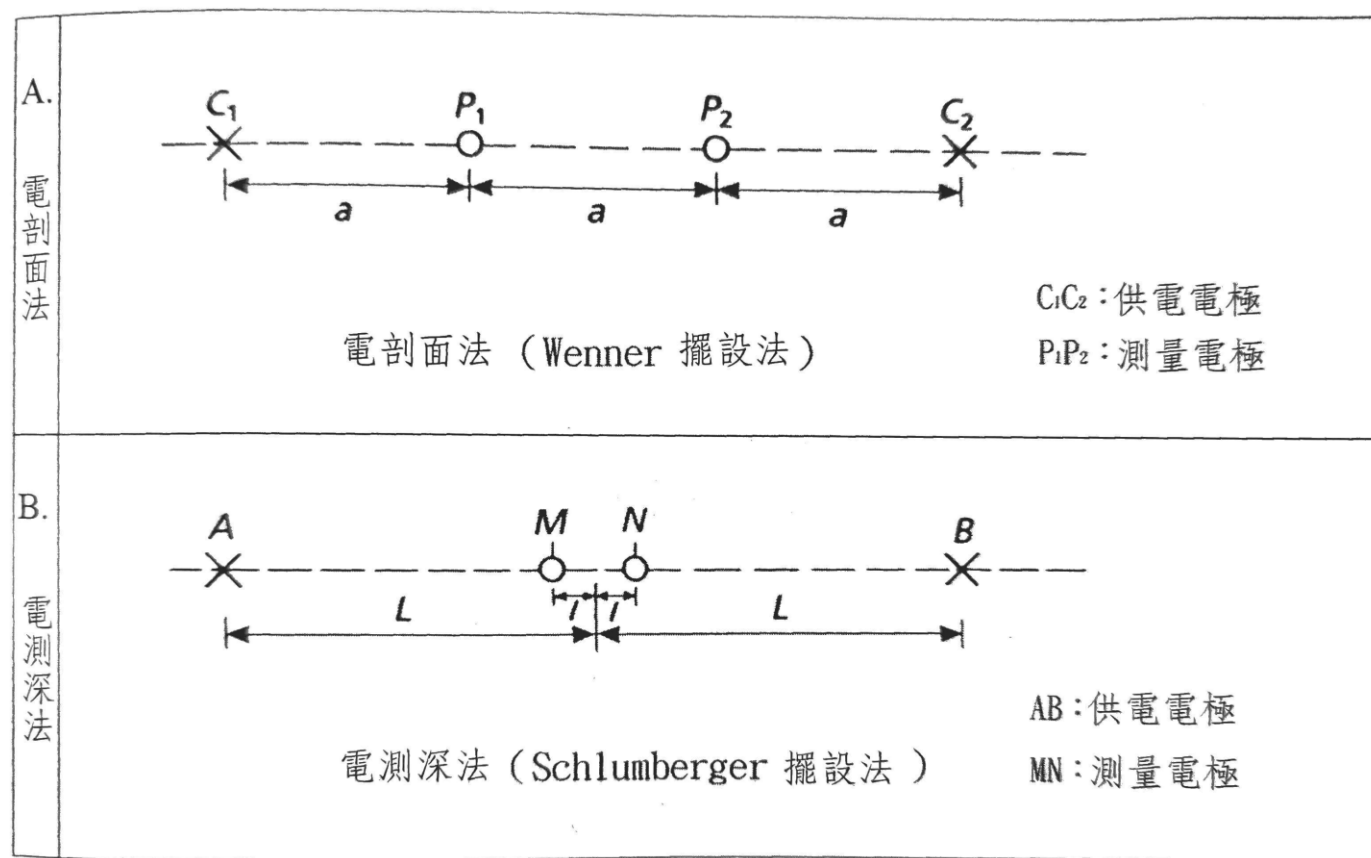 A.
電剖面法
C₁ P₁ P₂ C₂
a a a
C₁C₂：供電電極
電剖面法（Wenner 擺設法）
P₁P₂：測量電極
B.
電測深法
A M N B
l l
L L
AB：供電電極
電測深法（Schlumberger 擺設法）
MN：測量電極